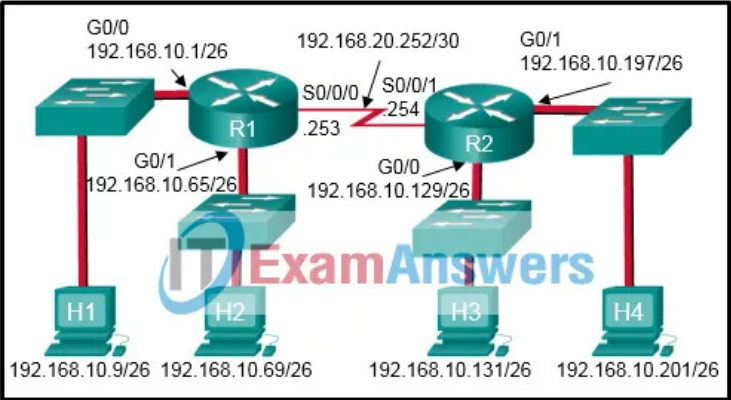 G0/0
192.168.10.1/26
192.168.20.252/30
G0/1
192.168.10.197/26
S0/0/0
S0/0/1
.254
.253
R1
R2
G0/1
192.168.10.65/26
G0/0
192.168.10.129/26
ITExamAnswers
H1
H2
H3
H4
192.168.10.9/26
192.168.10.69/26
192.168.10.131/26
192.168.10.201/26